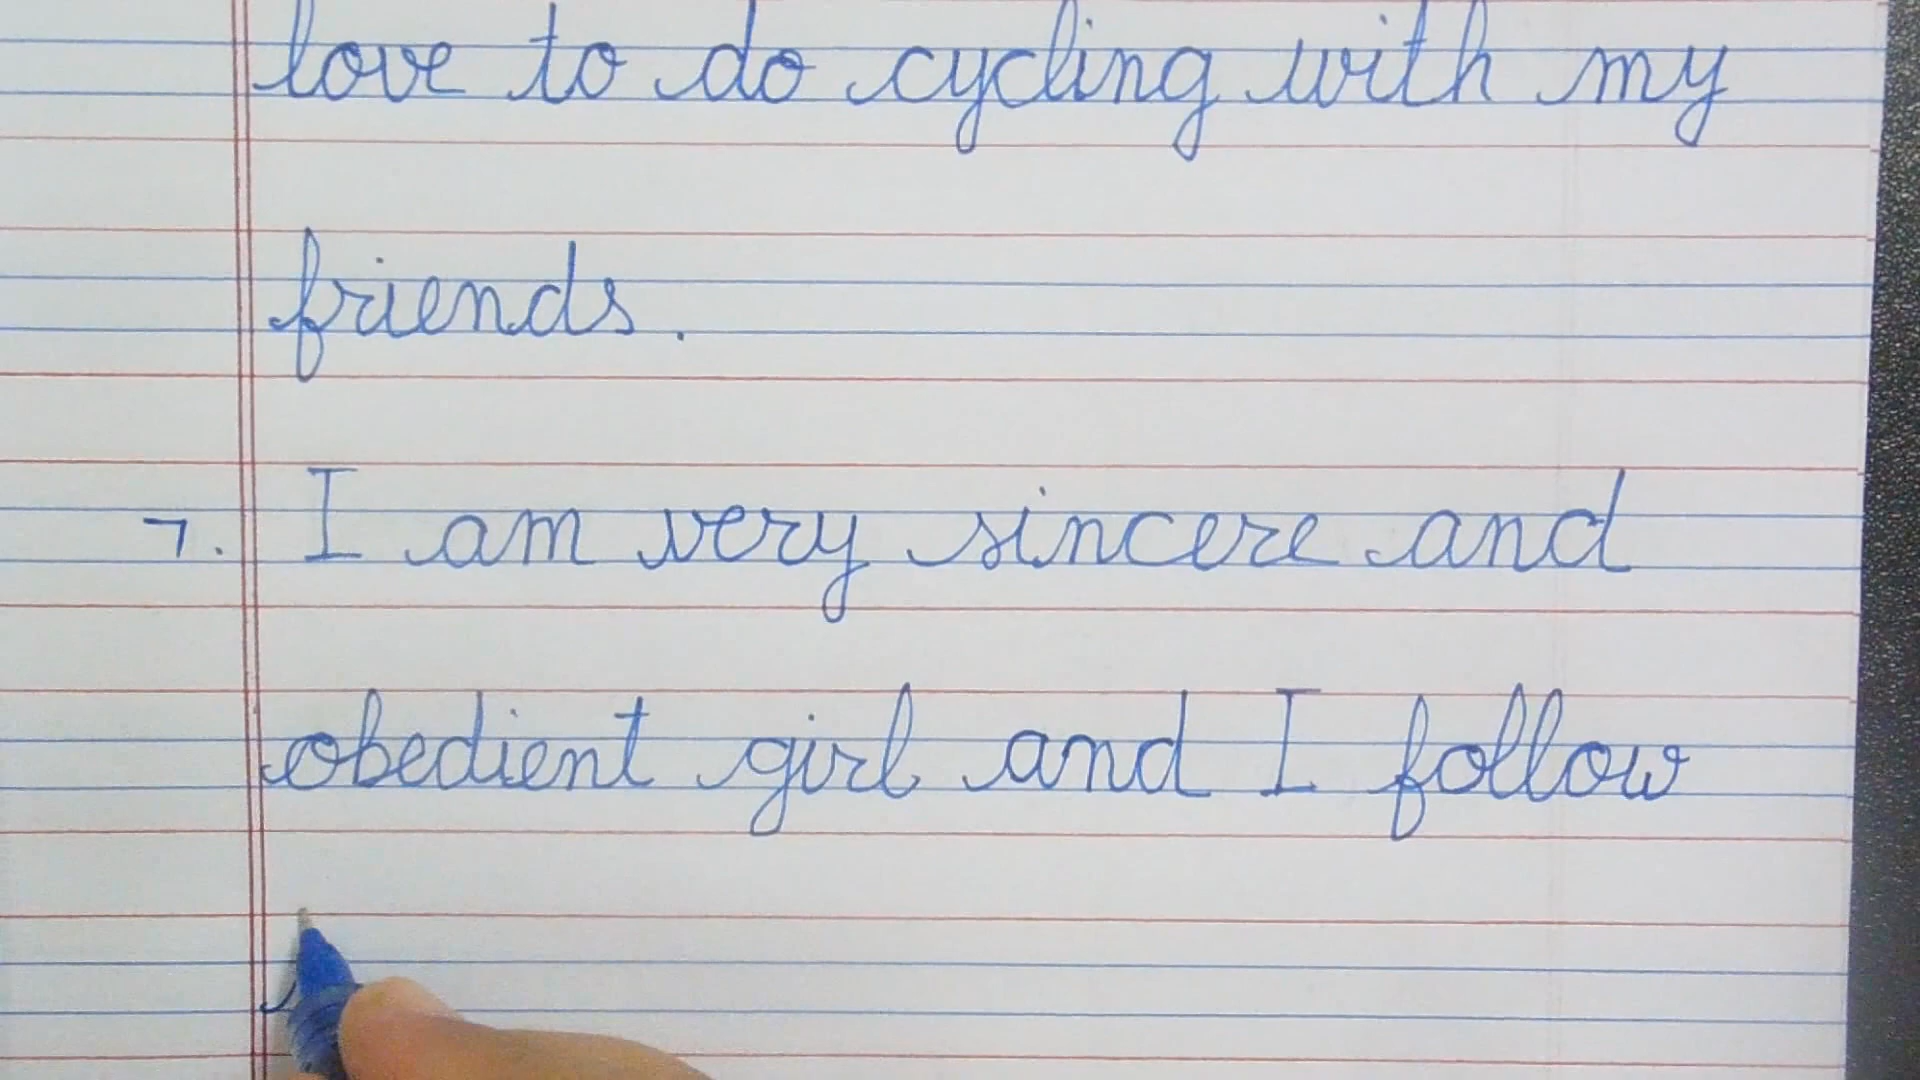 love to do cycling with my
friends.
7. I am very sincere and
obedient girl and I follow